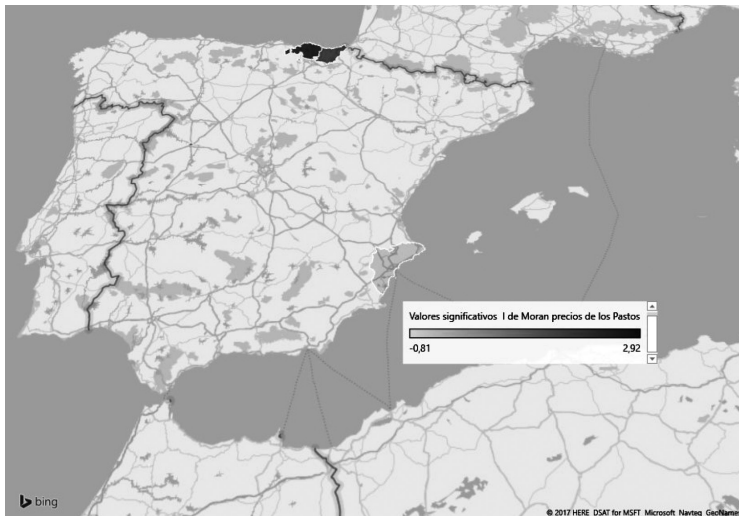 Valores significativos I de Moran precios de los Pastos
-0,81 2,92
bing
© 2017 HERE DSAT for MSFT Microsoft Navteq GeoName